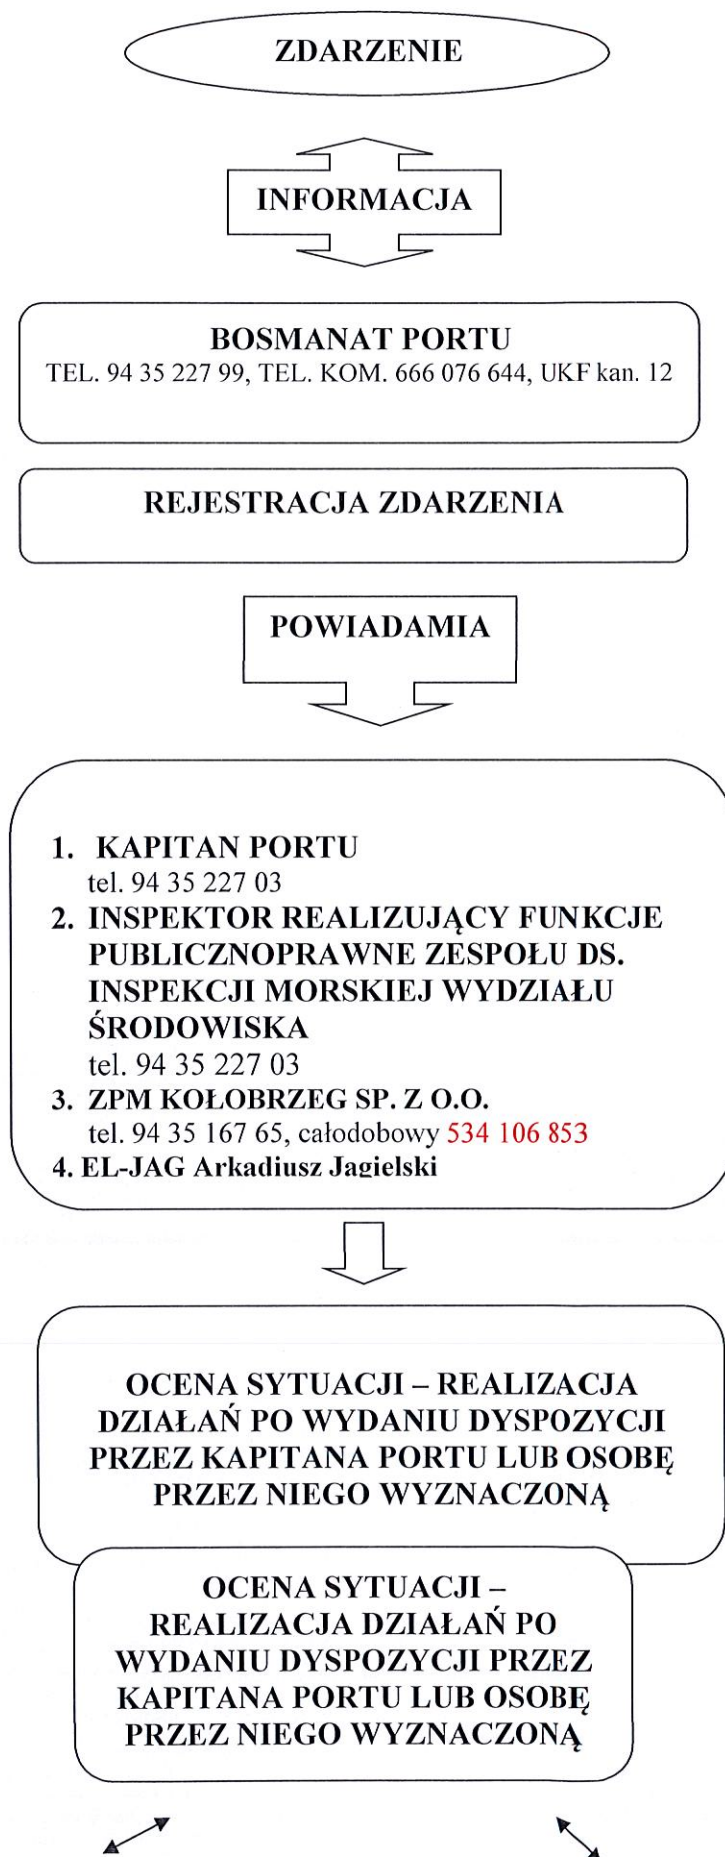 ZDARZENIE
INFORMACJA
BOSMANAT PORTU
TEL. 94 35 227 99, TEL. KOM. 666 076 644, UKF kan. 12
REJESTRACJA ZDARZENIA
POWIADAMIA
1. KAPITAN PORTU
tel. 94 35 227 03
2. INSPEKTOR REALIZUJĄCY FUNKCJE
PUBLICZNOPRAWNE ZESPOŁU DS.
INSPEKCJI MORSKIEJ WYDZIAŁU
ŚRODOWISKA
tel. 94 35 227 03
3. ZPM KOŁOBRZEG SP. Z O.O.
tel. 94 35 167 65, całodobowy 534 106 853
4. EL-JAG Arkadiusz Jagielski
OCENA SYTUACJI – REALIZACJA
DZIAŁAŃ PO WYDANIU DYSPOZYCJI
PRZEZ KAPITANA PORTU LUB OSOBĘ
PRZEZ NIEGO WYZNACZONĄ
OCENA SYTUACJI –
REALIZACJA DZIAŁAŃ PO
WYDANIU DYSPOZYCJI PRZEZ
KAPITANA PORTU LUB OSOBĘ
PRZEZ NIEGO WYZNACZONĄ